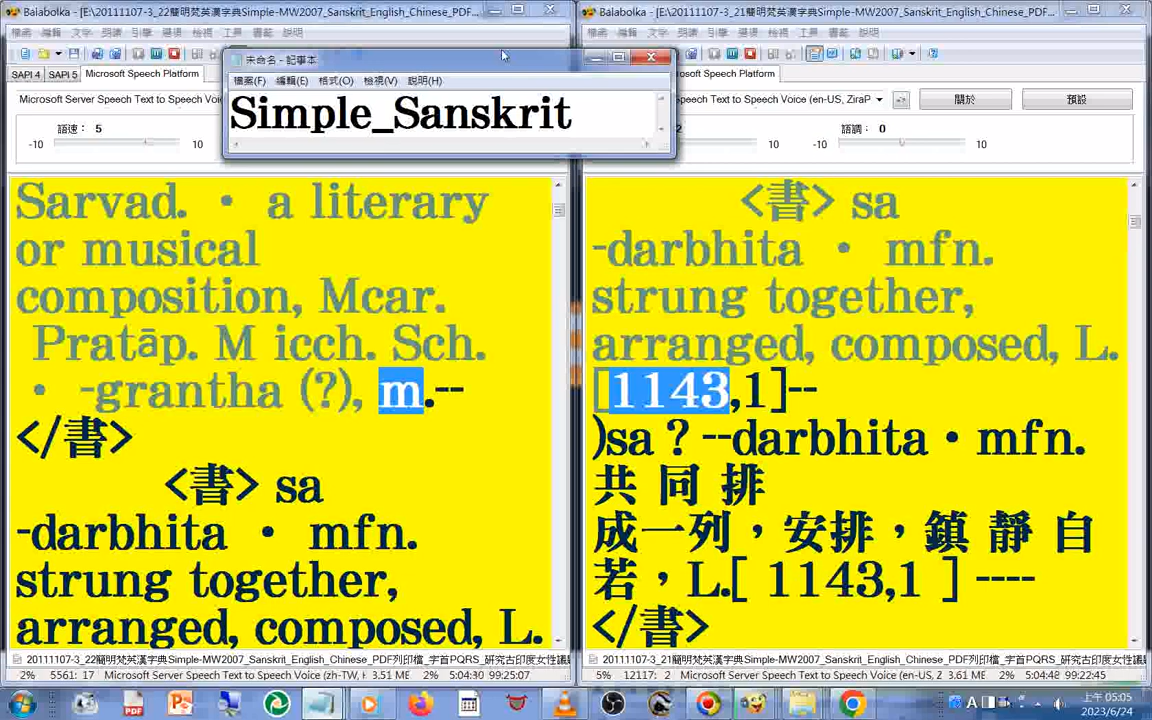 Balabolka - [E:\20111107-3_22簡明梵英漢字典Simple-MW2007_Sanskrit_English_Chinese_PDF...
SAPI 4 SAPI 5 Microsoft Speech Platform
Microsoft Server Speech Text to Speech Voi
語速： 5
-10 10
Balabolka - [E:\20111107-3_21簡明梵英漢字典Simple-MW2007_Sanskrit_English_Chinese_PDF...
Speech Platform
Speech Text to Speech Voice (en-US, ZiraP 關於 預設
2 語調： 0
10 -10 10
未命名 - 記事本
檔案(F) 編輯(E) 格式(O) 檢視(V) 說明(H)
Simple_Sanskrit
Sarvad. • a literary
or musical
composition, Mcar.
Pratāp. M icch. Sch.
• -grantha (?), m.--
</書>
<書> sa
-darbhita • mfn.
strung together,
arranged, composed, L.
<書> sa
-darbhita • mfn.
strung together,
arranged, composed, L.
[1143,1]--
)sa？--darbhita • mfn.
共 同 排
成一列，安排，鎮 靜 自
若，L.[ 1143,1 ] ----
</書>
20111107-3_22簡明梵英漢字典Simple-MW2007_Sanskrit_English_Chinese_PDF列印檔_字首PQRS_研究古印度女性議
2% 5561: 17 Microsoft Server Speech Text to Speech Voice (zh-TW, H 3.51 MB 2% 5:04:30 99:25:07
20111107-3_21簡明梵英漢字典Simple-MW2007_Sanskrit_English_Chinese_PDF列印檔_字首PQRS_研究古印度女性議
5% 12117: 2 Microsoft Server Speech Text to Speech Voice (en-US, Z 3.61 MB 2% 5:04:48 99:22:45
上午 05:05
2023/6/24